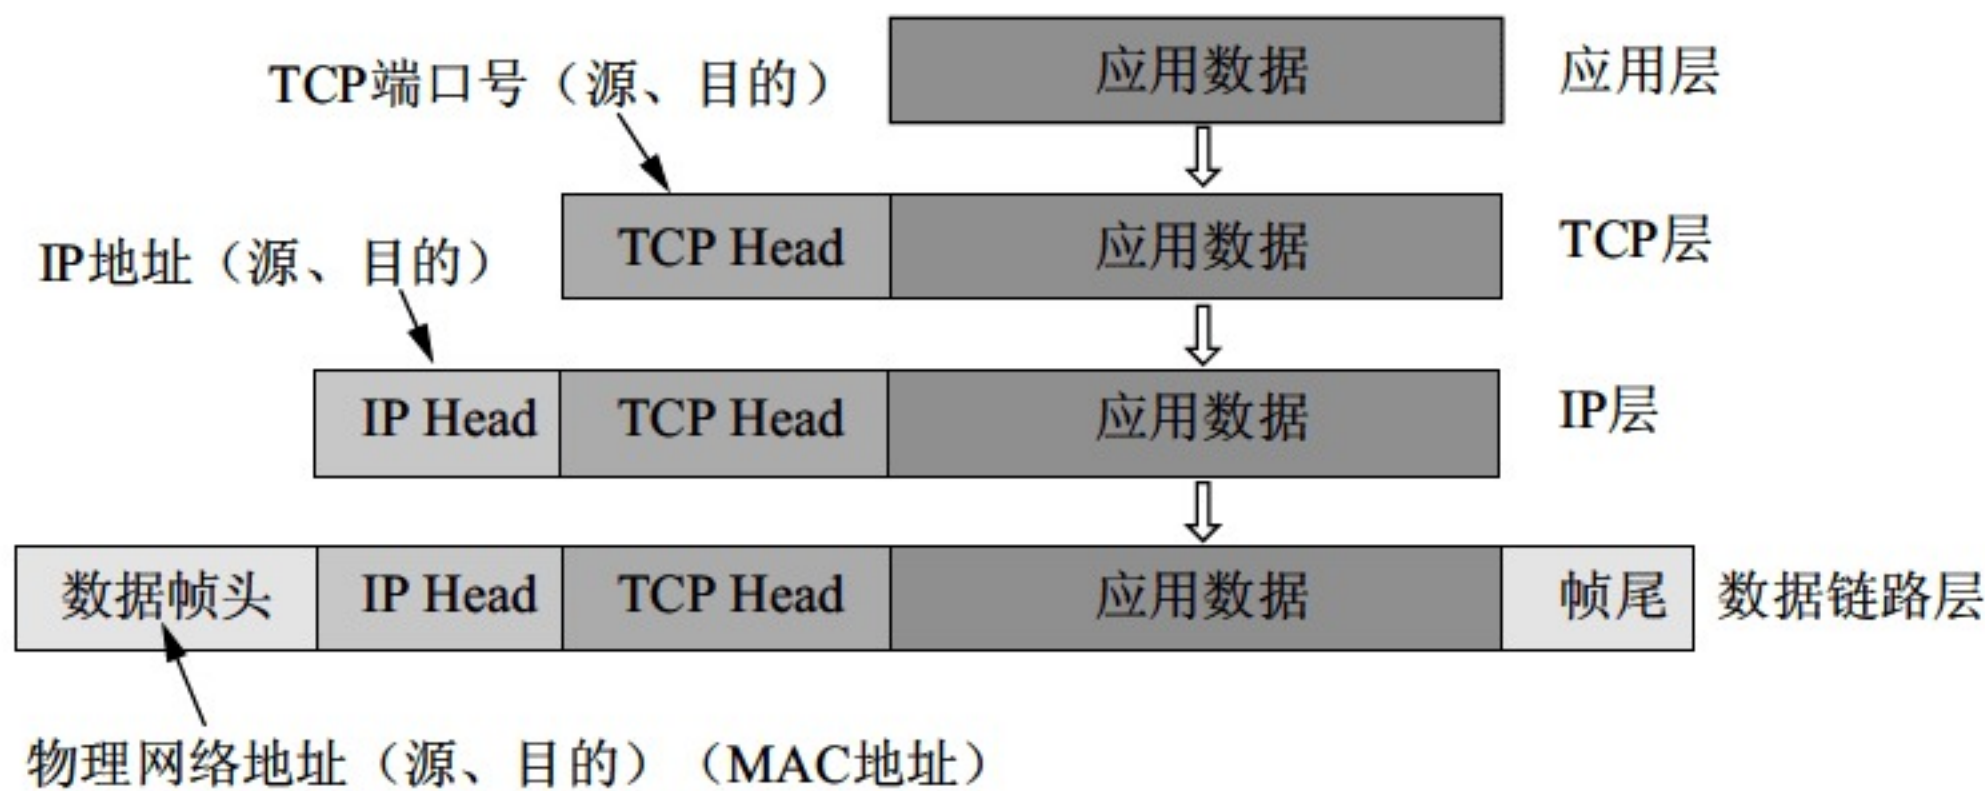 应用数据 应用层
TCP端口号（源、目的）
TCP Head 应用数据 TCP层
IP地址（源、目的）
IP Head TCP Head 应用数据 IP层
数据帧头 IP Head TCP Head 应用数据 帧尾 数据链路层
物理网络地址（源、目的）（MAC地址）